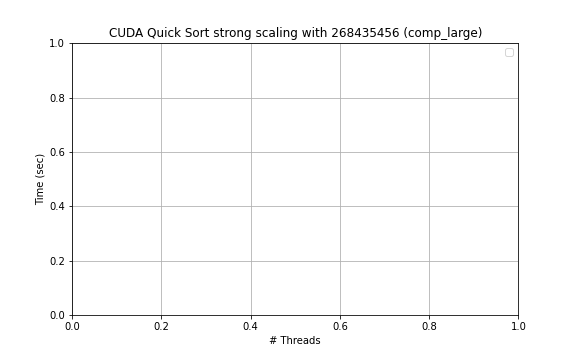 CUDA Quick Sort strong scaling with 268435456 (comp_large)
1.0
0.8
0.6
0.4
0.2
0.0
Time (sec)
0.0 0.2 0.4 0.6 0.8 1.0
# Threads